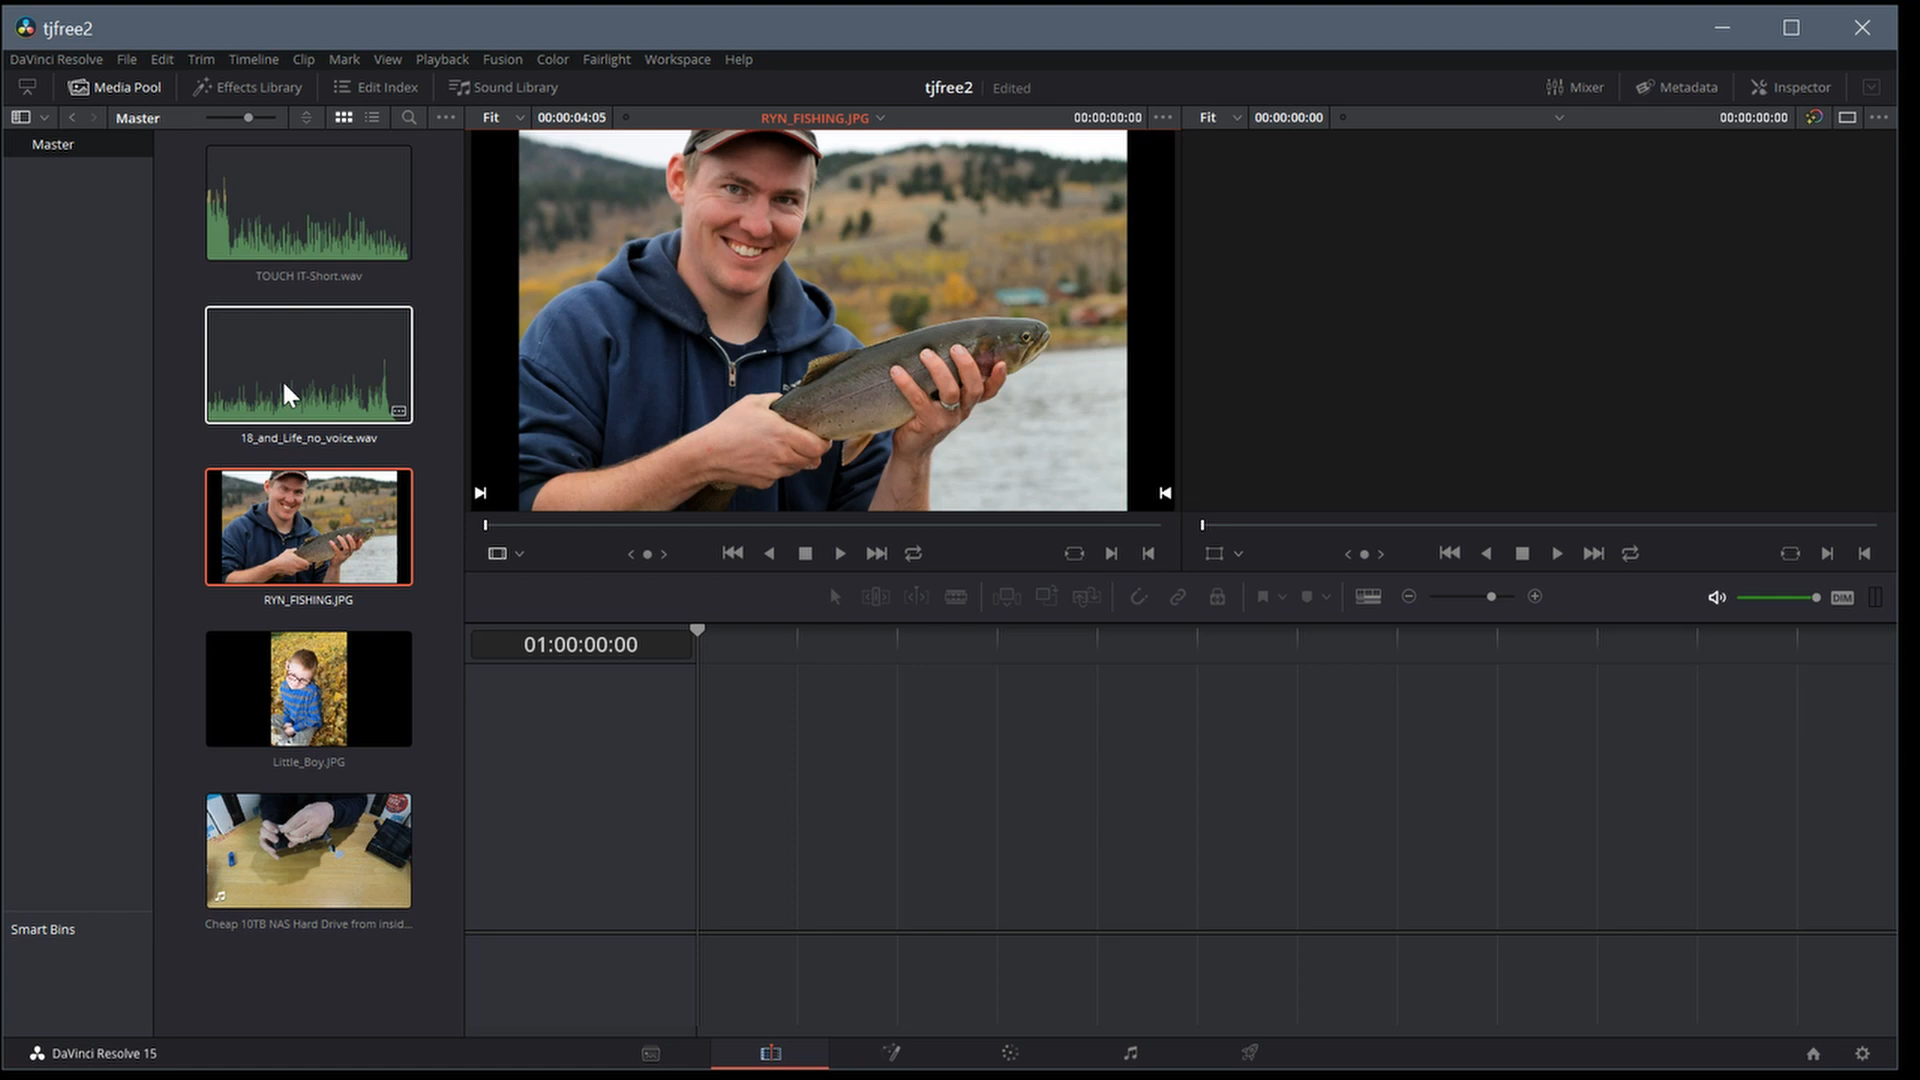 tjfree2
DaVinci Resolve File Edit Trim Timeline Clip Mark View Playback Fusion Color Fairlight Workspace Help
Media Pool Effects Library Edit Index Sound Library tjfree2 Edited Mixer Metadata Inspector
Master Fit 00:00:04:05 RYN_FISHING.JPG 00:00:00:00 Fit 00:00:00:00 00:00:00:00
Master
TOUCH IT-Short.wav
18_and_Life_no_voice.wav
RYN_FISHING.JPG
DIM
01:00:00:00
Little_Boy.JPG
Cheap 10TB NAS Hard Drive from insid...
Smart Bins
DaVinci Resolve 15